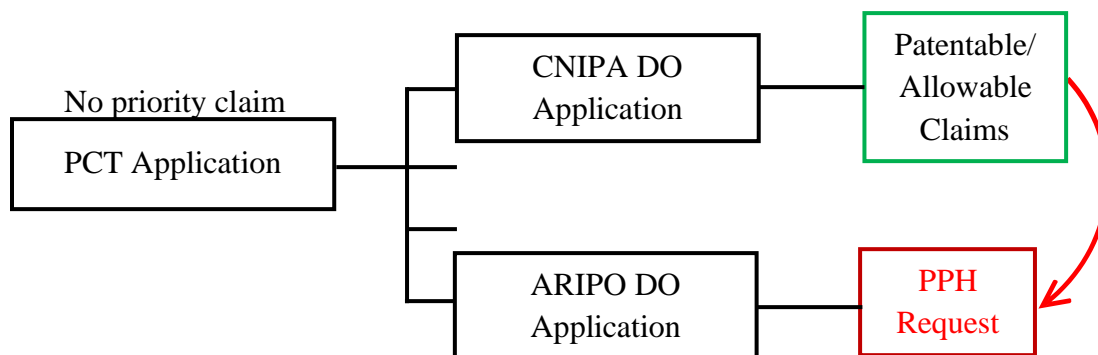 No priority claim
PCT Application
CNIPA DO
Application
Patentable/
Allowable
Claims
ARIPO DO
Application
PPH
Request